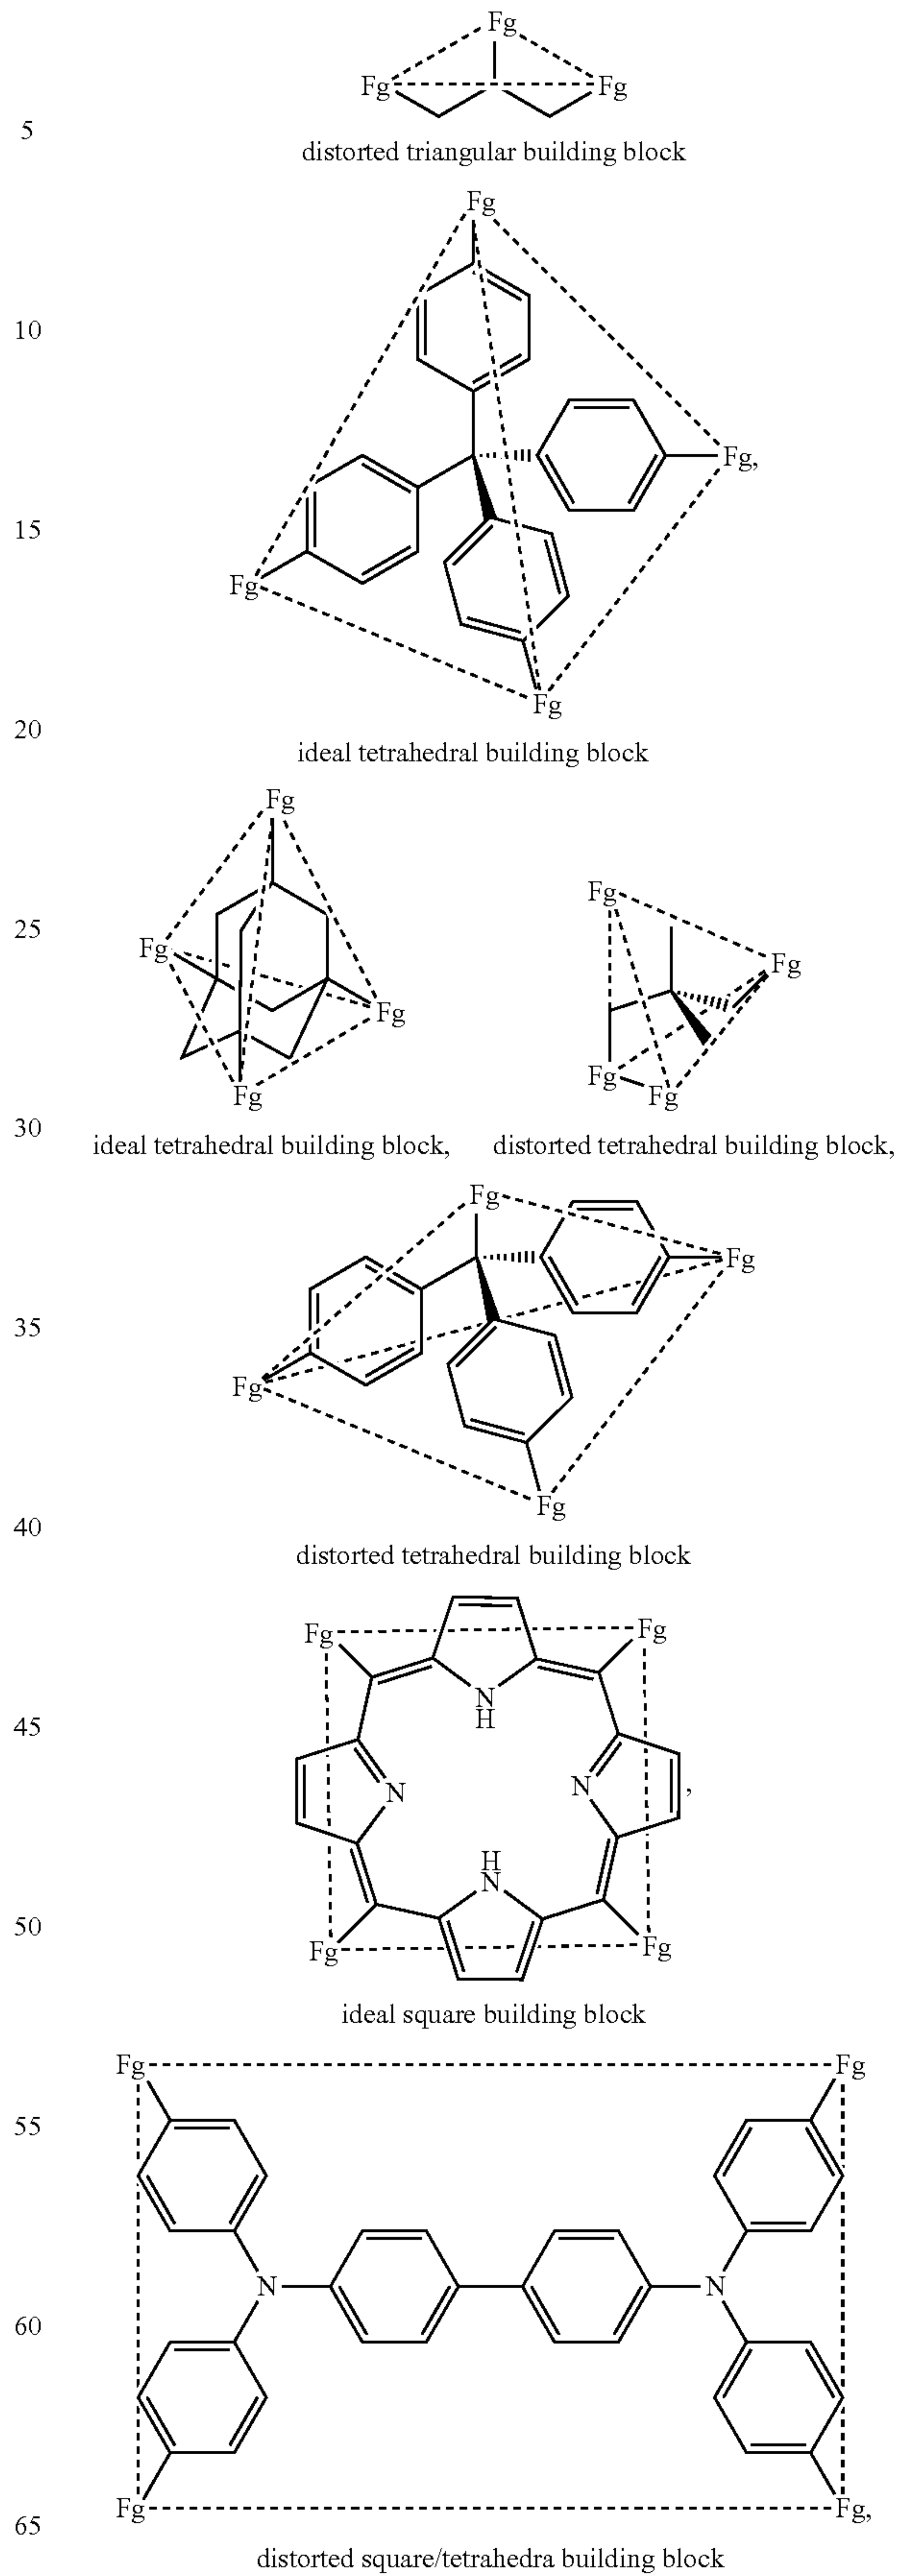 Fg
Fg Fg
5
distorted triangular building block
Fg
10
Fg,
15
Fg
Fg
20
ideal tetrahedral building block
Fg
Fg
25
Fg
Fg
Fg
Fg
Fg
Fg
30
ideal tetrahedral building block, distorted tetrahedral building block,
Fg
Fg
35
Fg
Fg
40
distorted tetrahedral building block
Fg Fg
N
H
45
N N ,
H
N
50
Fg Fg
ideal square building block
Fg Fg
55
N N
60
Fg Fg,
65
distorted square/tetrahedra building block